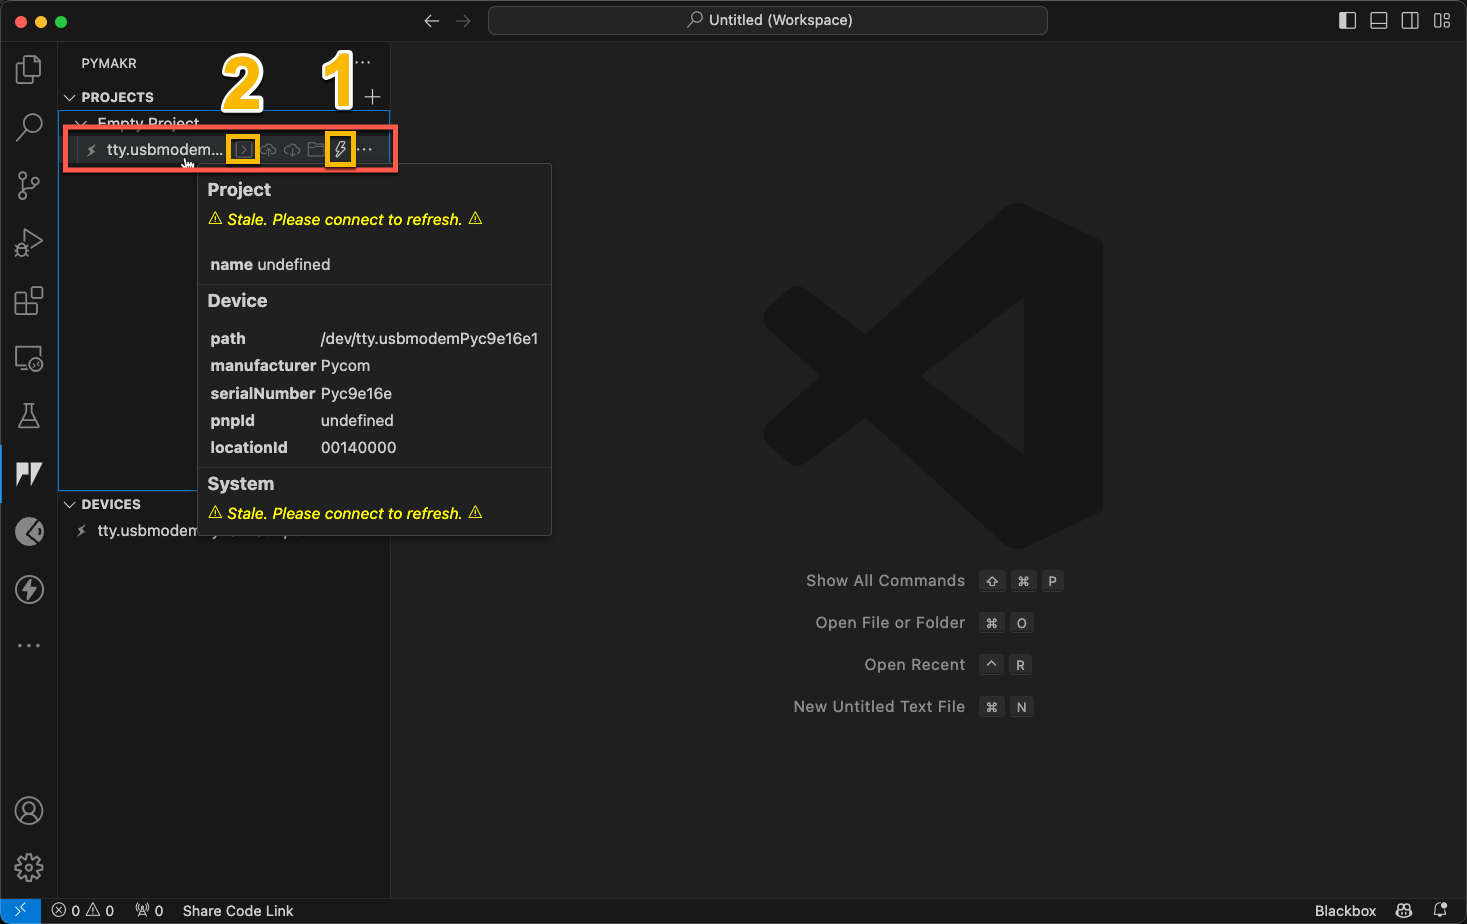 Untitled (Workspace)
PYMAKR
2
1
PROJECTS
Empty Project
tty.usbmodem...
Project
Stale. Please connect to refresh.
name undefined
Device
path /dev/tty.usbmodemPyc9e16e1
manufacturer Pycom
serialNumber Pyc9e16e
pnpId undefined
locationId 00140000
System
Stale. Please connect to refresh.
DEVICES
tty.usbmodem
Show All Commands ⇧ ⌘ P
Open File or Folder ⌘ O
Open Recent ^ R
New Untitled Text File ⌘ N
0 0 0 Share Code Link
Blackbox